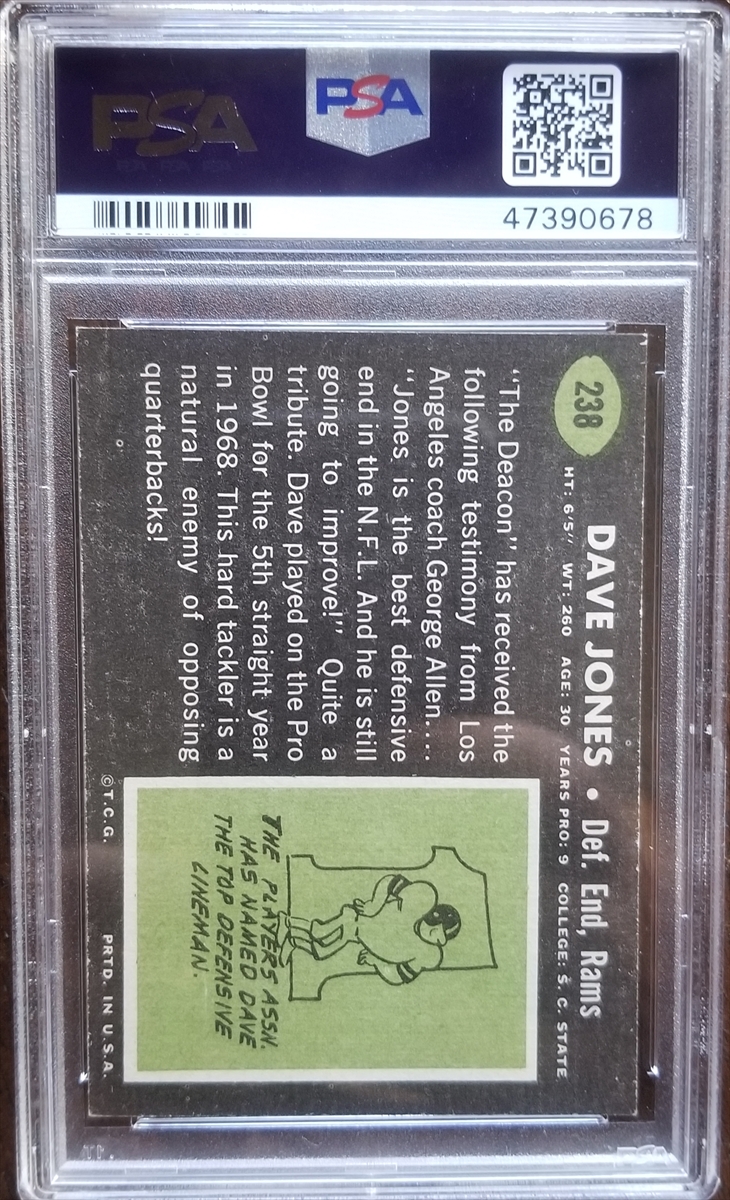 PSA
PSA
47390678
238
DAVE JONES • Def. End, Rams
HT: 6'5" WT: 260 AGE: 30 YEARS PRO: 9 COLLEGE: S. C. STATE
"The Deacon" has received the
following testimony from Los
Angeles coach George Allen....
"Jones is the best defensive
end in the N.F.L. And he is still
going to improve!" Quite a
tribute. Dave played on the Pro
Bowl for the 5th straight year
in 1968. This hard tackler is a
natural enemy of opposing
quarterbacks!
THE PLAYERS ASSN.
HAS NAMED DAVE
THE TOP DEFENSIVE
LINEMAN.
©T.C.G. PRTD. IN U.S.A.